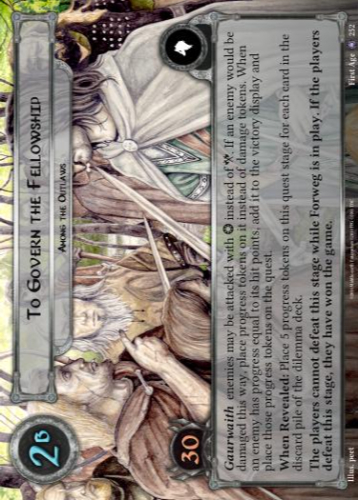 2B
TO GOVERN THE FELLOWSHIP
AMONG THE OUTLAWS
30
Gaurwaith enemies may be attacked with instead of . If an enemy would be
damaged this way, place progress tokens on it instead of damage tokens. When
an enemy has progress equal to its hit points, add it to the victory display and
place those progress tokens on the quest.
When Revealed: Place 5 progress tokens on this quest stage for each card in the
discard pile of the dilemma deck.
The players cannot defeat this stage while Forweg is in play. If the players
defeat this stage, they have won the game.
Illus. peet
First Age 252